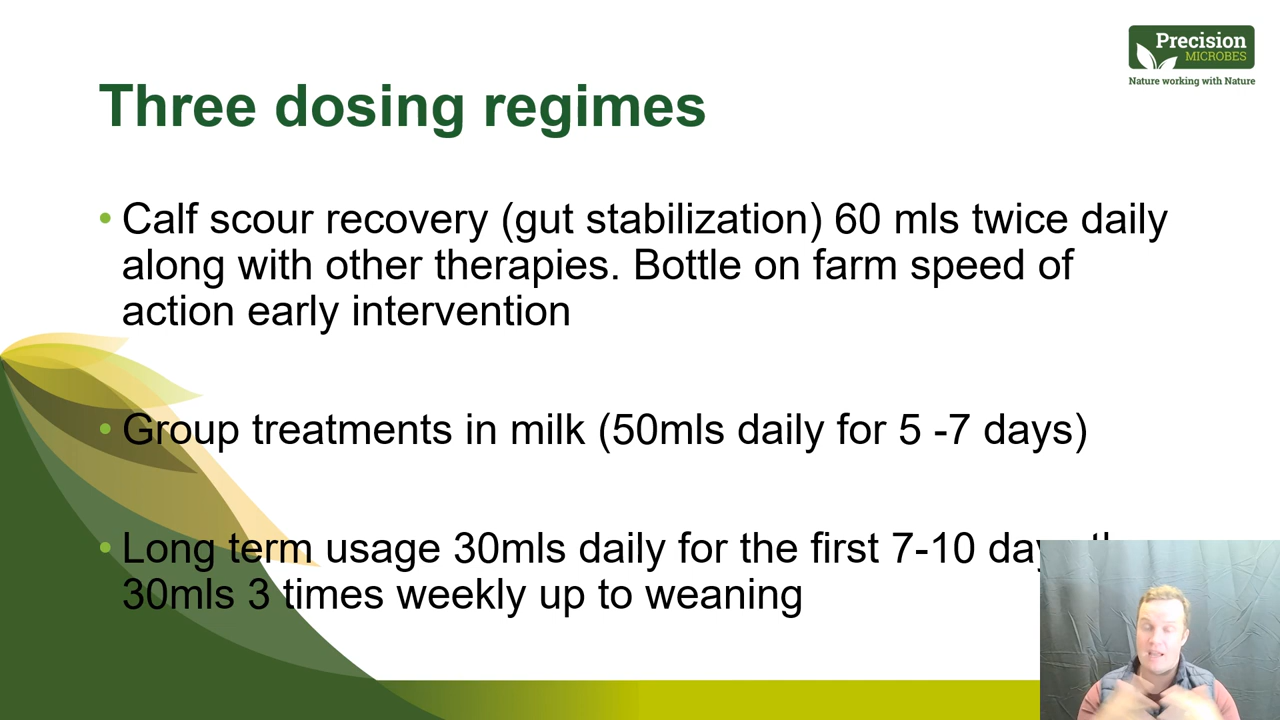 Precision
MICROBES
Nature working with Nature
Three dosing regimes
• Calf scour recovery (gut stabilization) 60 mls twice daily
along with other therapies. Bottle on farm speed of
action early intervention
• Group treatments in milk (50mls daily for 5 -7 days)
• Long term usage 30mls daily for the first 7-10
30mls 3 times weekly up to weaning